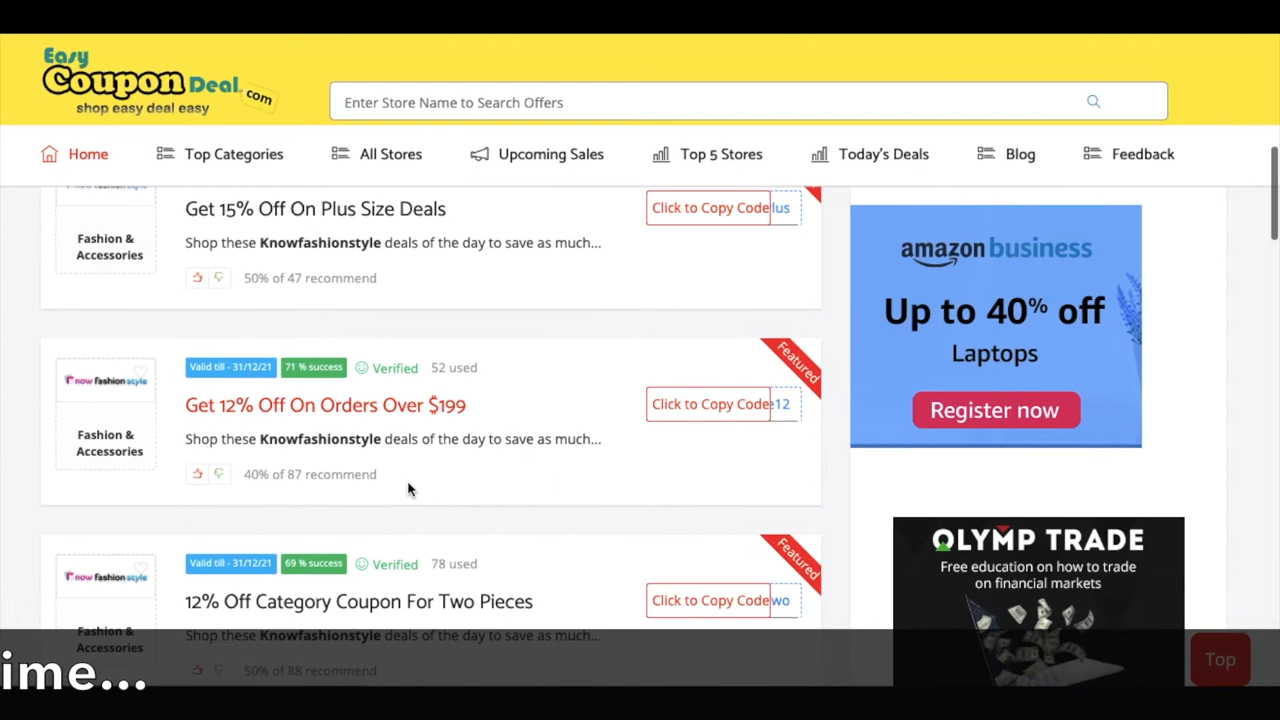 Easy
Coupon Deal .com
shop easy deal easy
Enter Store Name to Search Offers
Home Top Categories All Stores Upcoming Sales Top 5 Stores Today's Deals Blog Feedback
Get 15% Off On Plus Size Deals
Click to Copy Code lus
Fashion &
Accessories
Shop these Knowfashionstyle deals of the day to save as much...
50% of 47 recommend
Valid till - 31/12/21 71 % success Verified 52 used
Featured
now fashion style
Get 12% Off On Orders Over $199
Click to Copy Code e12
Fashion &
Accessories
Shop these Knowfashionstyle deals of the day to save as much...
40% of 87 recommend
Valid till - 31/12/21 69 % success Verified 78 used
Featured
now fashion style
12% Off Category Coupon For Two Pieces
Click to Copy Code wo
Fashion &
Accessories
Shop these Knowfashionstyle deals of the day to save as much...
50% of 88 recommend
amazon business
Up to 40% off
Laptops
Register now
OLYMP TRADE
Free education on how to trade
on financial markets
Top
ime...